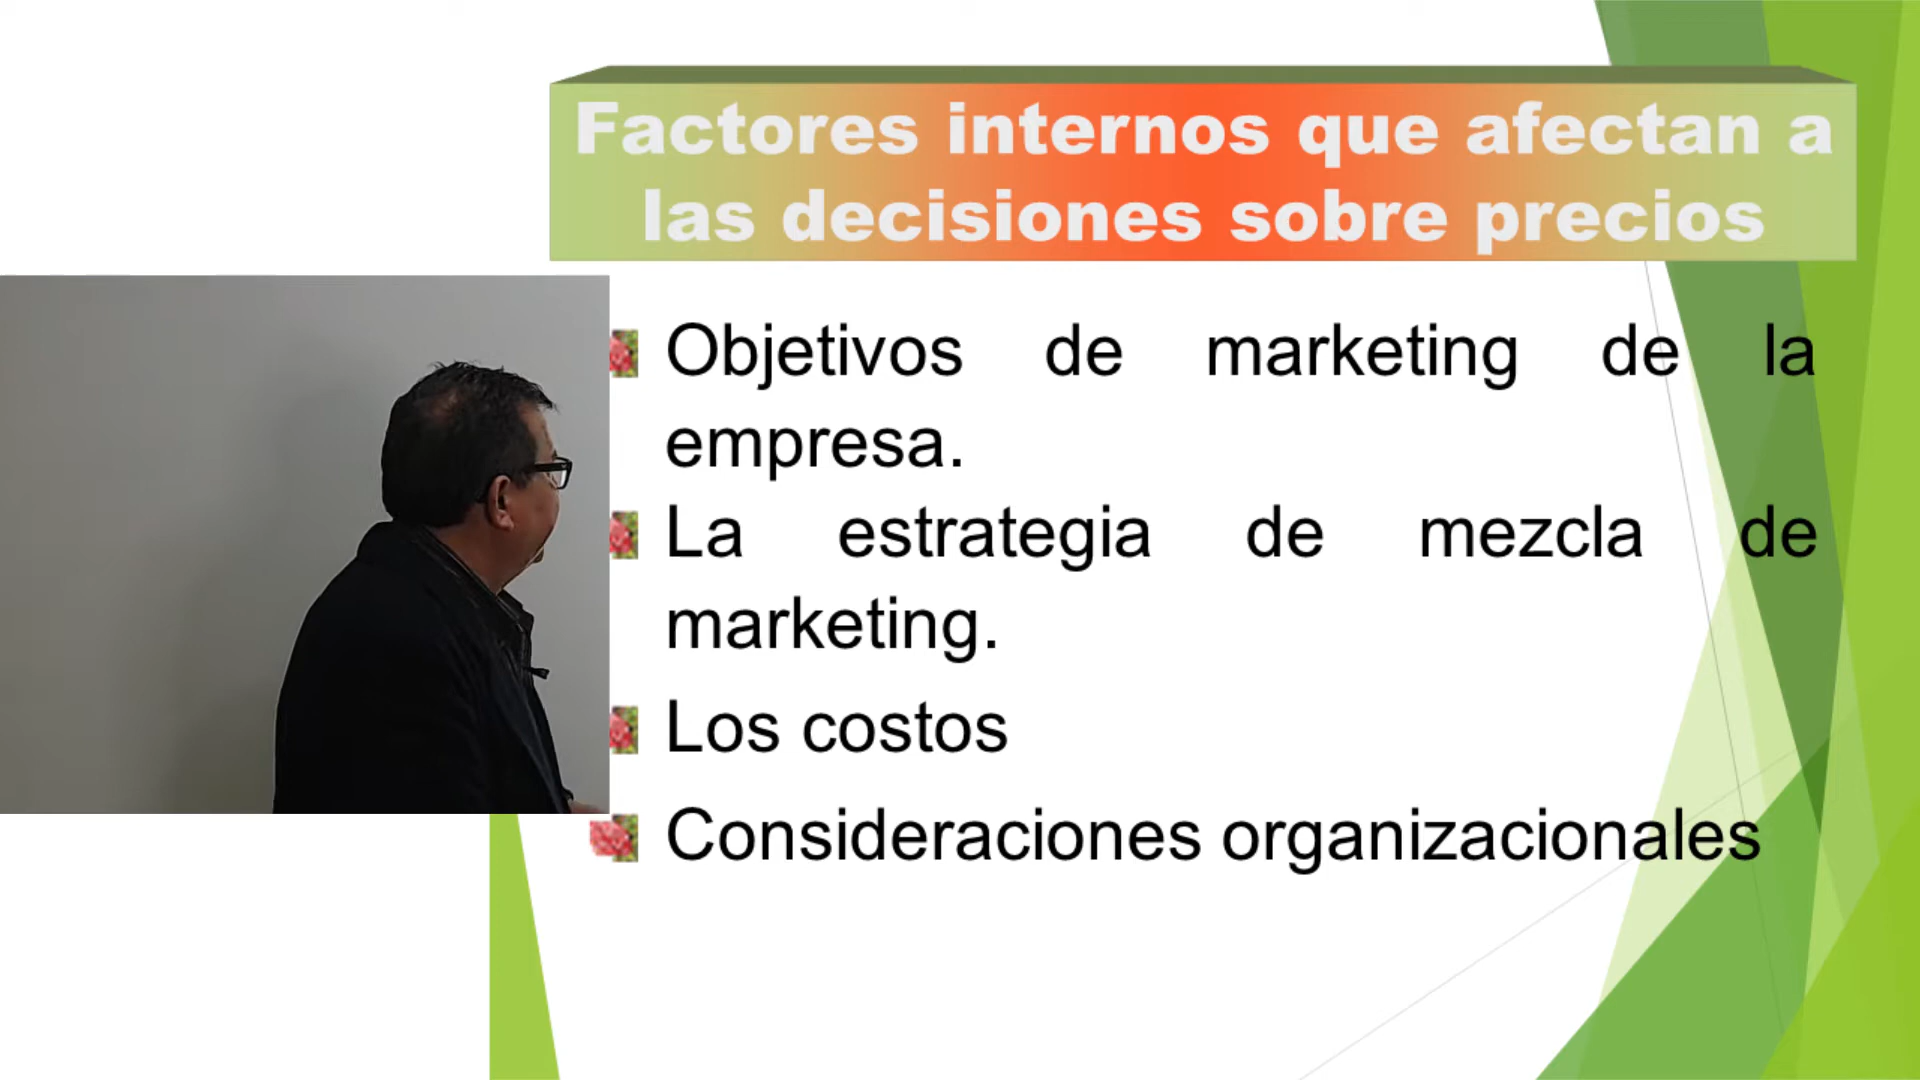 Factores internos que afectan a
las decisiones sobre precios
Objetivos de marketing de la
empresa.
La estrategia de mezcla de
marketing.
Los costos
Consideraciones organizacionales